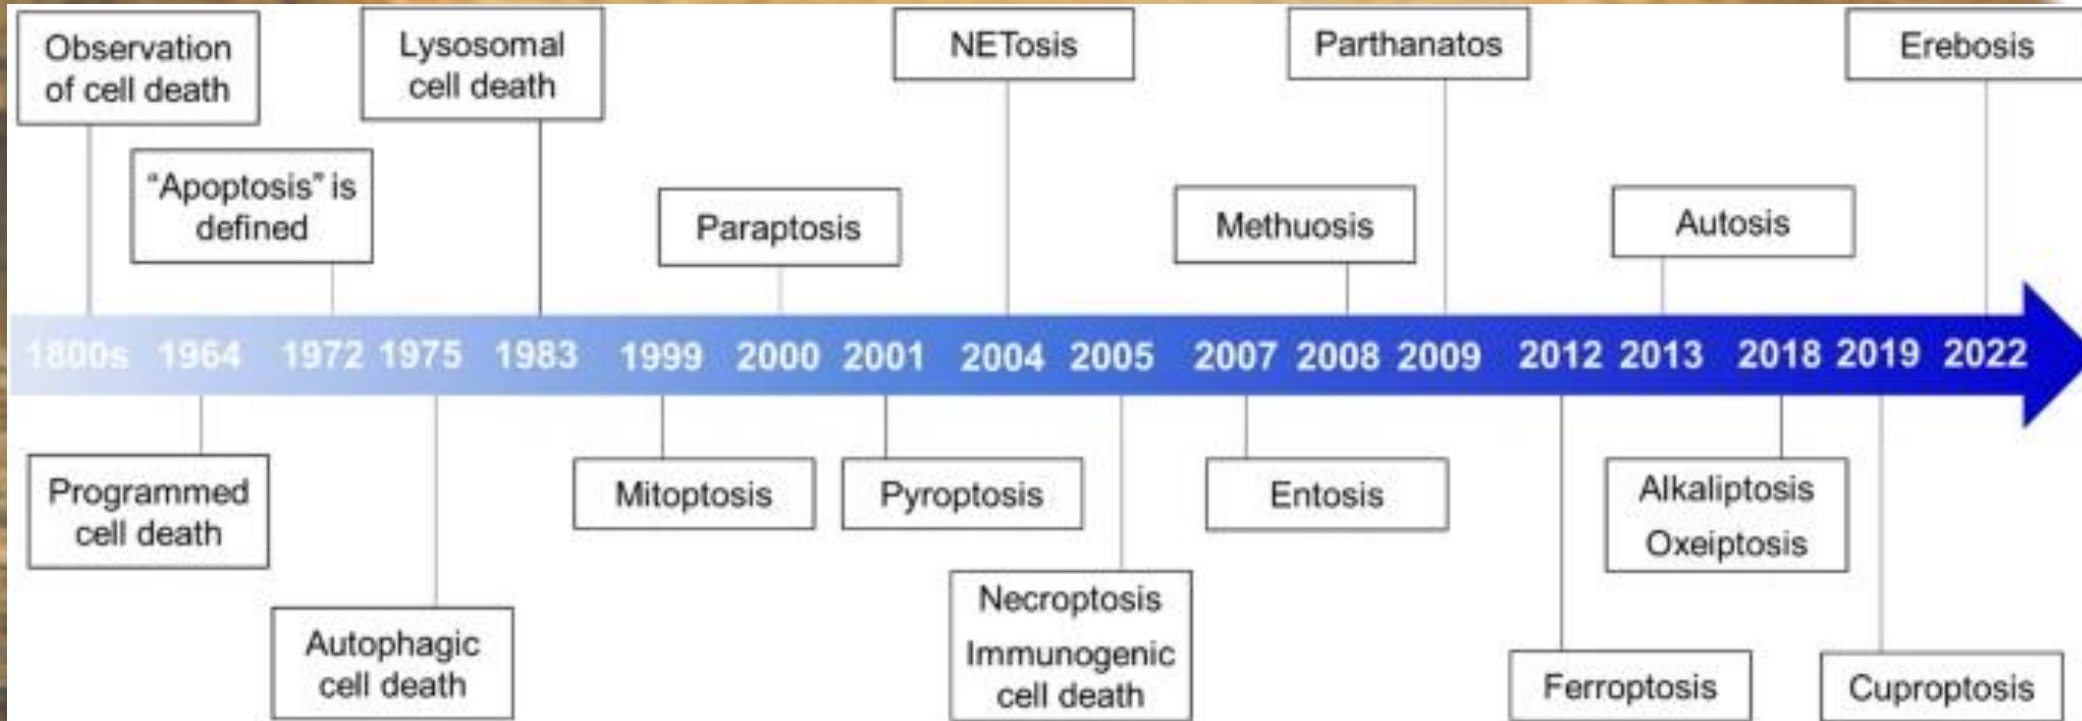 Observation
of cell death
Lysosomal
cell death
NETosis
Parthanatos
Erebosis
“Apoptosis” is
defined
Paraptosis
Methuosis
Autosis
1800s 1964 1972 1975 1983 1999 2000 2001 2004 2005 2007 2008 2009 2012 2013 2018 2019 2022
Programmed
cell death
Mitoptosis
Pyroptosis
Entosis
Alkaliptosis
Oxeiptosis
Autophagic
cell death
Necroptosis
Immunogenic
cell death
Ferroptosis
Cuproptosis